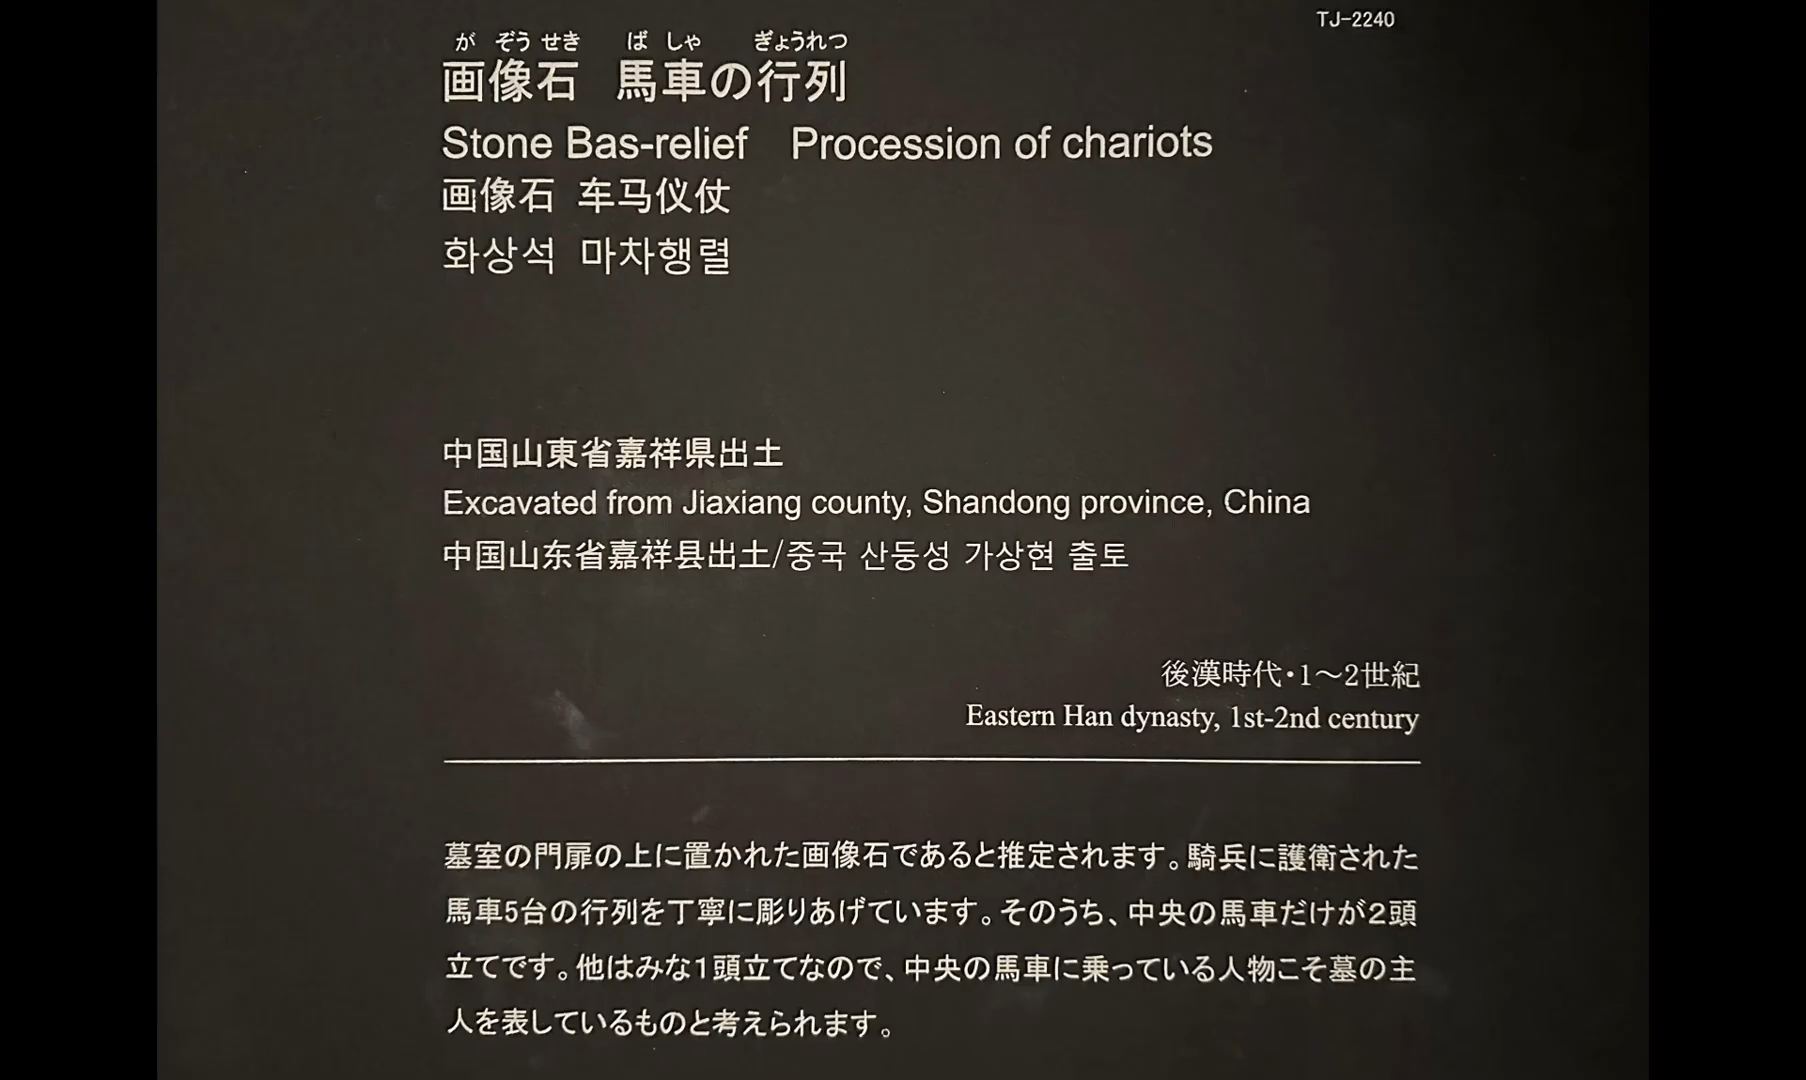 TJ-2240
が ぞう せき ば しゃ ぎょうれつ
画像石 馬車の行列
Stone Bas-relief Procession of chariots
画像石 车马仪仗
화상석 마차행렬
中国山東省嘉祥県出土
Excavated from Jiaxiang county, Shandong province, China
中国山东省嘉祥县出土/중국 산둥성 가상현 출토
後漢時代・1～2世紀
Eastern Han dynasty, 1st-2nd century
墓室の門扉の上に置かれた画像石であると推定されます。騎兵に護衛された
馬車5台の行列を丁寧に彫りあげています。そのうち、中央の馬車だけが2頭
立てです。他はみな1頭立てなので、中央の馬車に乗っている人物こそ墓の主
人を表しているものと考えられます。